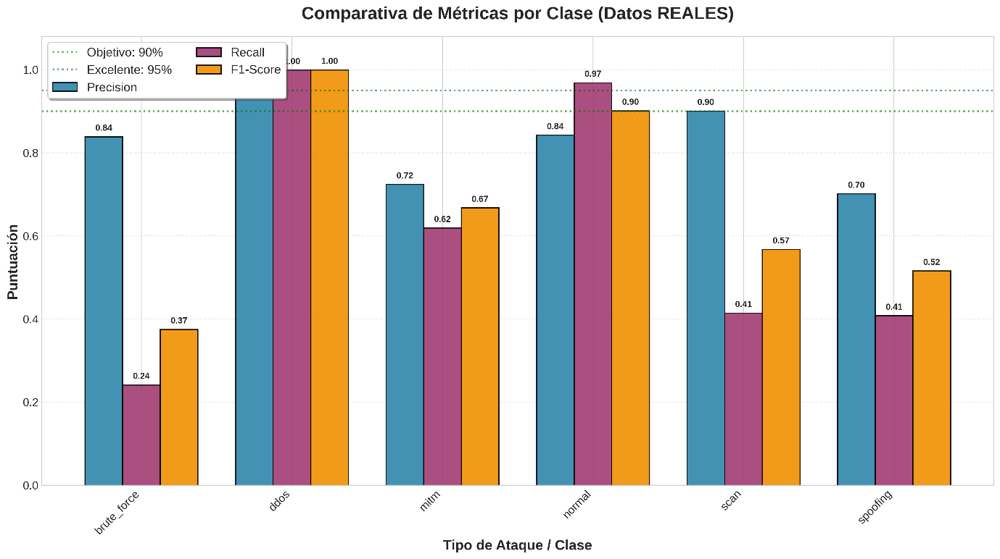 Comparativa de Métricas por Clase (Datos REALES)
Objetivo: 90%
Excelente: 95%
Precision
Recall
F1-Score
Puntuación
1.0
0.8
0.6
0.4
0.2
0.0
0.84
0.24
0.37
.00
1.00
0.72
0.62
0.67
0.84
0.97
0.90
0.90
0.41
0.57
0.70
0.41
0.52
brute_force
ddos
mitm
normal
scan
spoofing
Tipo de Ataque / Clase